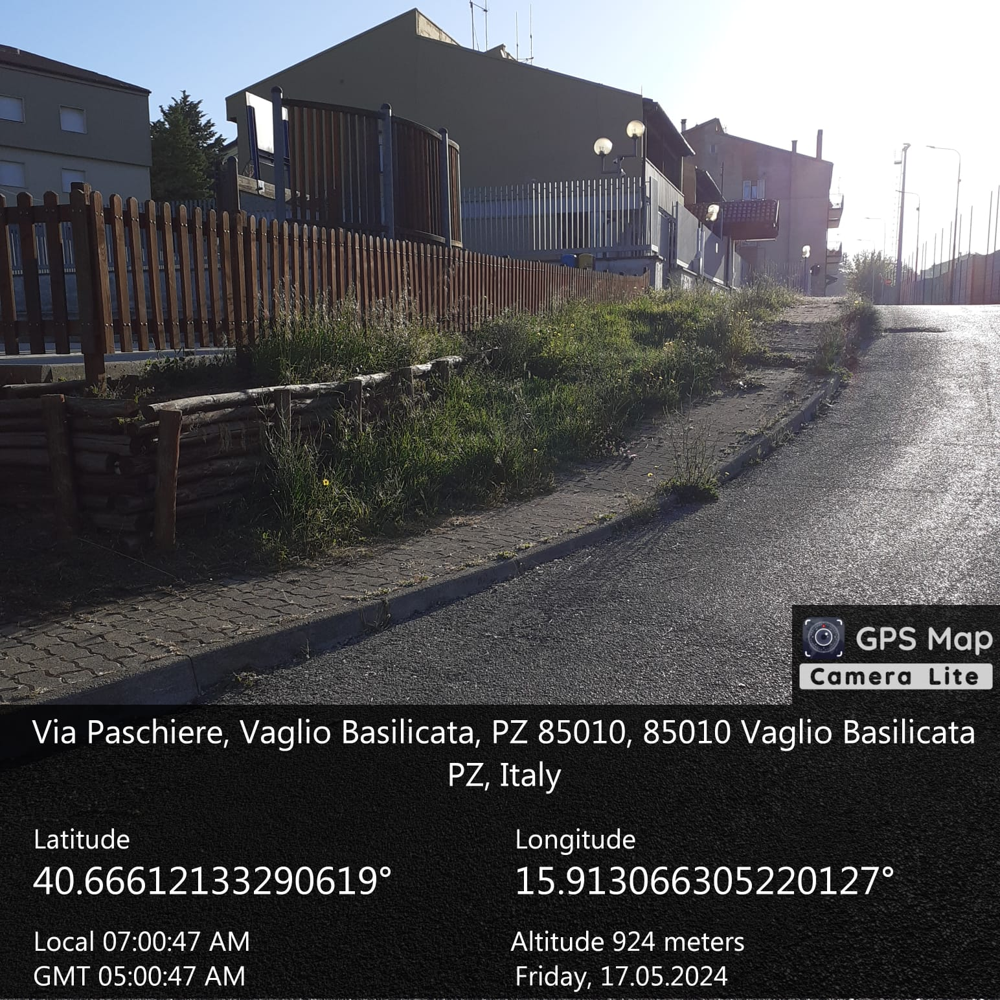 GPS Map
Camera Lite
Via Paschiere, Vaglio Basilicata, PZ 85010, 85010 Vaglio Basilicata
PZ, Italy
Latitude
40.66612133290619°
Longitude
15.913066305220127°
Local 07:00:47 AM
GMT 05:00:47 AM
Altitude 924 meters
Friday, 17.05.2024